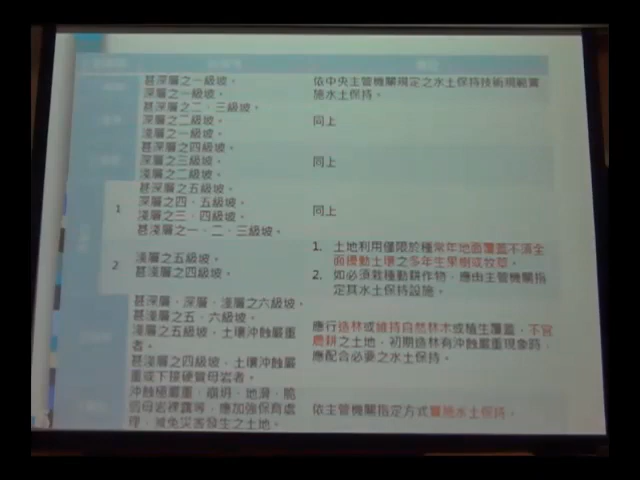 甚深層之一級坡。
深層之一級坡。
依中央主管機關規定之水土保持技術規範實
施水土保持。
甚深層之二、三級坡。
深層之二級坡。
淺層之一級坡。
同上
甚深層之四級坡。
深層之三級坡。
淺層之二級坡。
同上
1
甚深層之五級坡。
深層之四、五級坡。
淺層之三、四級坡。
甚淺層之一、二、三級坡。
同上
2
淺層之五級坡。
甚淺層之四級坡。
1. 土地利用僅限於種常年地面覆蓋不須全
面擾動土壤之多年生果樹或牧草。
2. 如必須栽種勤耕作物，應由主管機關指
定其水土保持設施。
甚深層、深層、淺層之六級坡。
甚淺層之五、六級坡。
淺層之五級坡，土壤沖蝕嚴重
者。
甚淺層之四級坡，土壤沖蝕嚴
重或下接硬質母岩者。
應行造林或維持自然林木或植生覆蓋，不宜
農耕之土地，初期造林有沖蝕嚴重現象時，
應配合必要之水土保持。
沖蝕極嚴重、崩坍、地滑、脆
弱母岩裸露等，應加強保育處
理，減免災害發生之土地。
依主管機關指定方式實施水土保持。